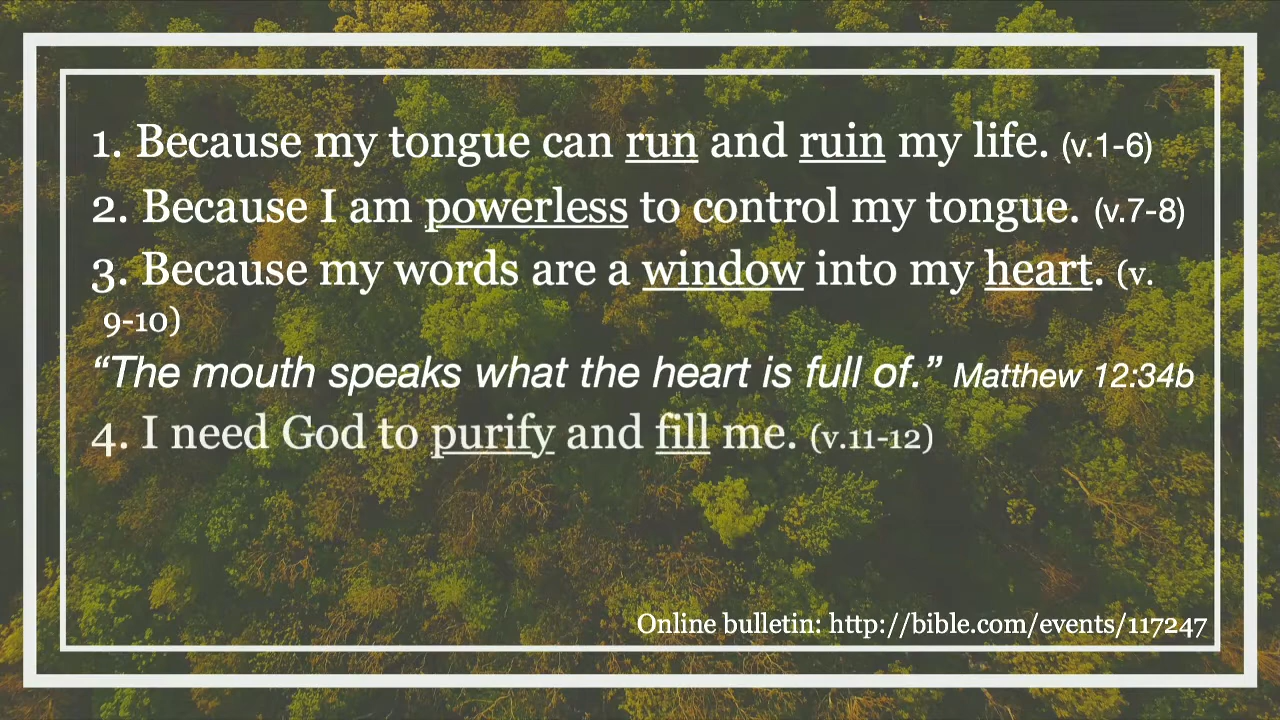 1. Because my tongue can run and ruin my life. (v.1-6)
2. Because I am powerless to control my tongue. (v.7-8)
3. Because my words are a window into my heart. (v.
9-10)
“The mouth speaks what the heart is full of.” Matthew 12:34b
4. I need God to purify and fill me. (v.11-12)
Online bulletin: http://bible.com/events/117247